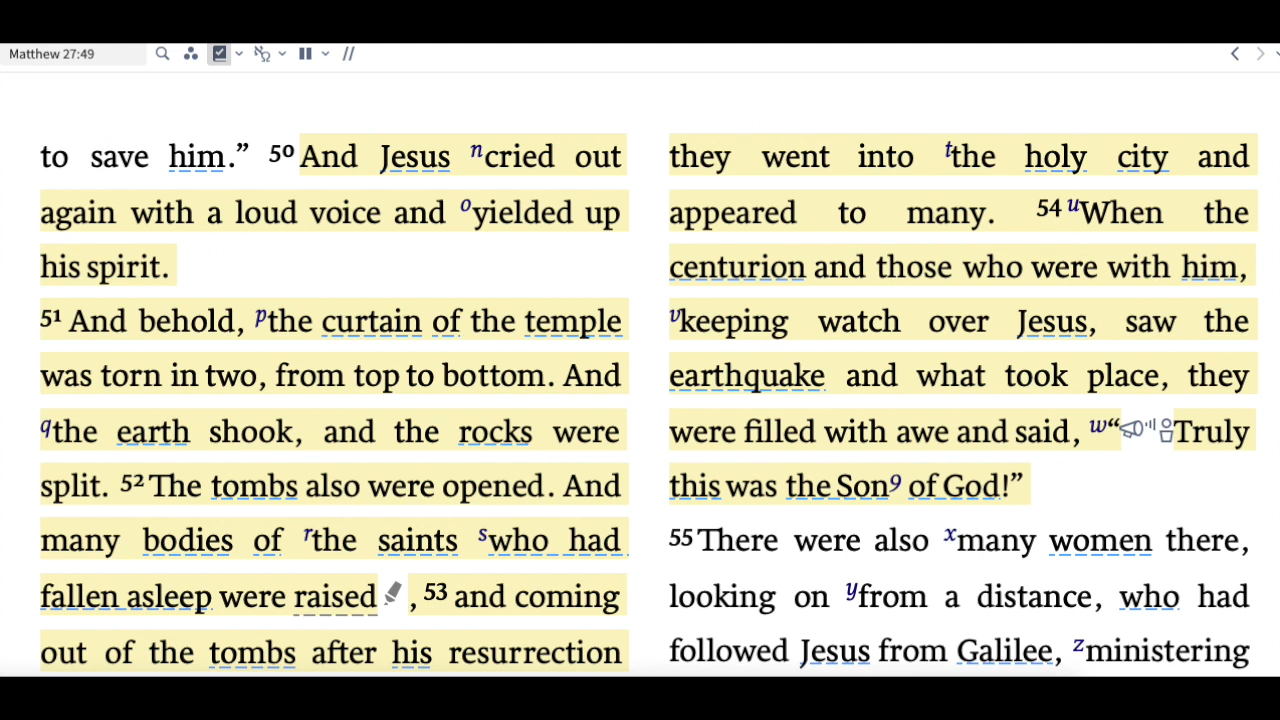 Matthew 27:49
to save him.” 50 And Jesus ncried out
again with a loud voice and oyielded up
his spirit.
51 And behold, pthe curtain of the temple
was torn in two, from top to bottom. And
qthe earth shook, and the rocks were
split. 52 The tombs also were opened. And
many bodies of rthe saints swho had
fallen asleep were raised , 53 and coming
out of the tombs after his resurrection
they went into tthe holy city and
appeared to many. 54 uWhen the
centurion and those who were with him,
vkeeping watch over Jesus, saw the
earthquake and what took place, they
were filled with awe and said, w“Truly
this was the Son9 of God!”
55 There were also xmany women there,
looking on yfrom a distance, who had
followed Jesus from Galilee, zministering